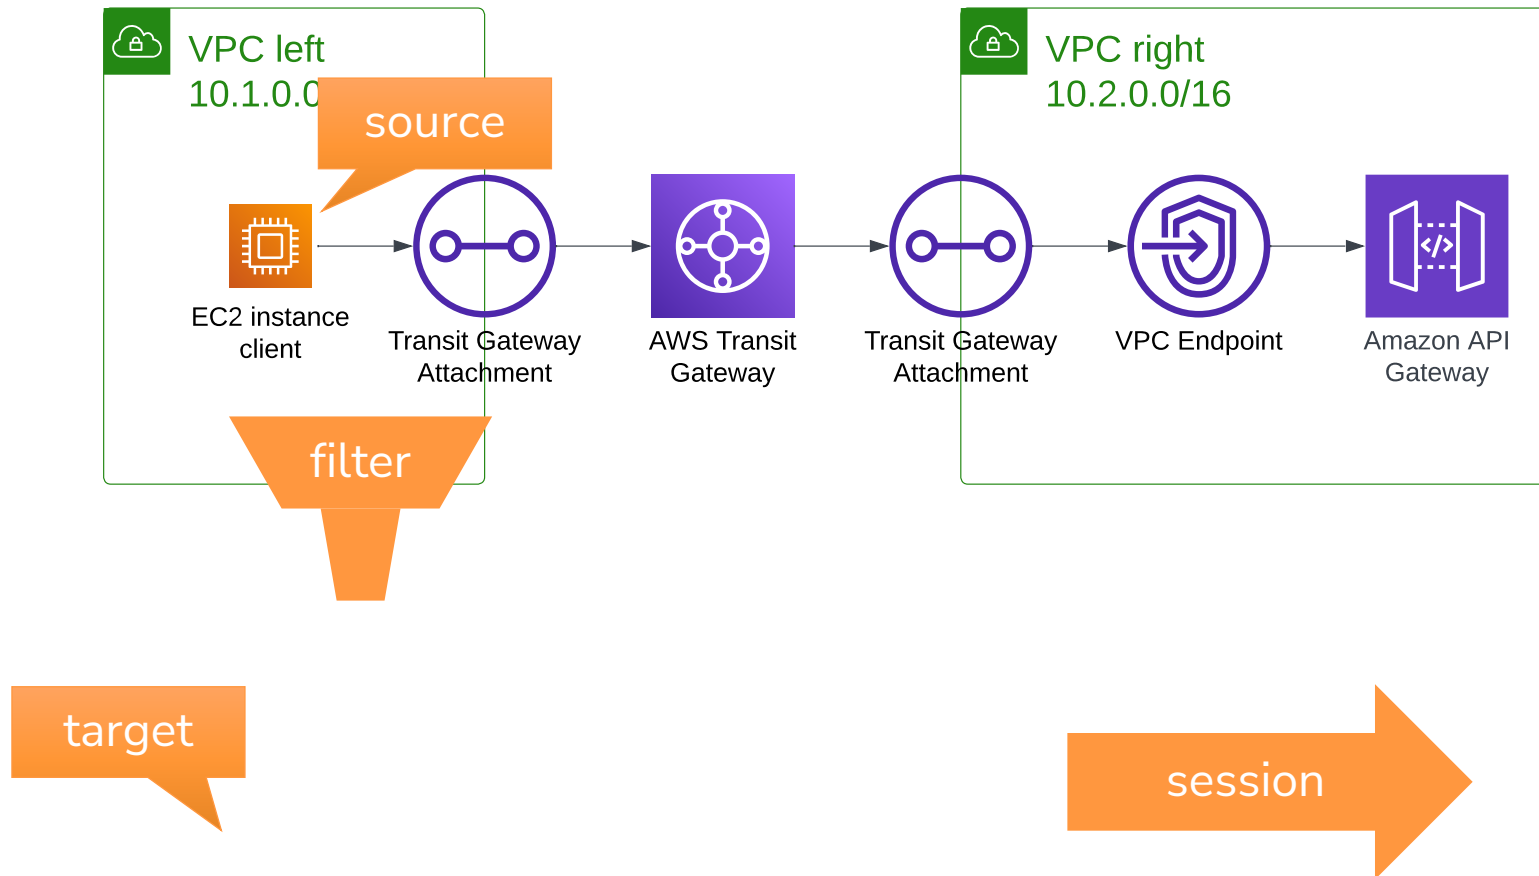 VPC left
10.1.0.0
source
VPC right
10.2.0.0/16
EC2 instance
client
Transit Gateway
Attachment
AWS Transit
Gateway
Transit Gateway
Attachment
VPC Endpoint
Amazon API
Gateway
filter
target
session